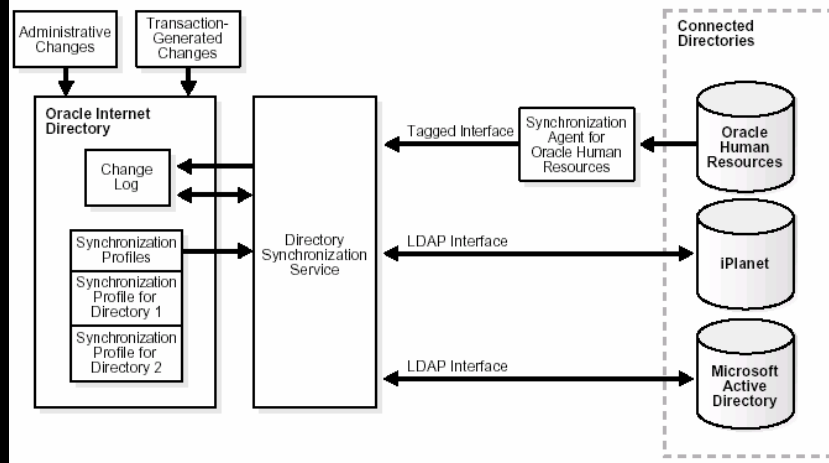 Administrative
Changes
Transaction-
Generated
Changes
Connected
Directories
Oracle Internet
Directory
Change
Log
Synchronization
Profiles
Synchronization
Profile for
Directory 1
Synchronization
Profile for
Directory 2
Directory
Synchronization
Service
Tagged Interface
Synchronization
Agent for
Oracle Human
Resources
Oracle
Human
Resources
LDAP Interface
iPlanet
LDAP Interface
Microsoft
Active
Directory